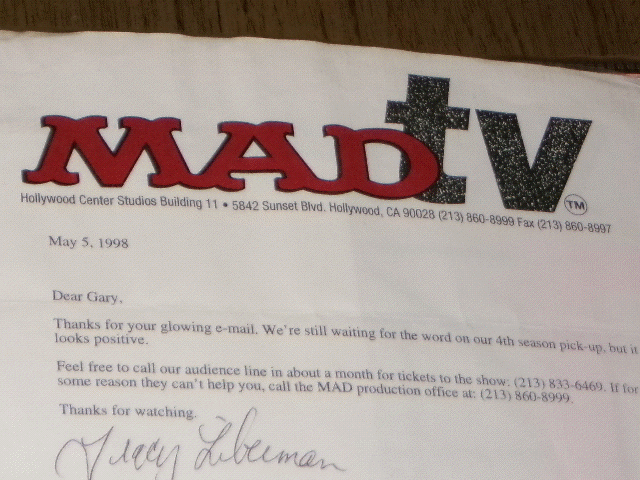 MAD tv TM
Hollywood Center Studios Building 11 • 5842 Sunset Blvd. Hollywood, CA 90028 (213) 860-8999 Fax (213) 860-8997
May 5, 1998
Dear Gary,
Thanks for your glowing e-mail. We're still waiting for the word on our 4th season pick-up, but it
looks positive.
Feel free to call our audience line in about a month for tickets to the show: (213) 833-6469. If for
some reason they can't help you, call the MAD production office at: (213) 860-8999.
Thanks for watching.
Tracy Liberman